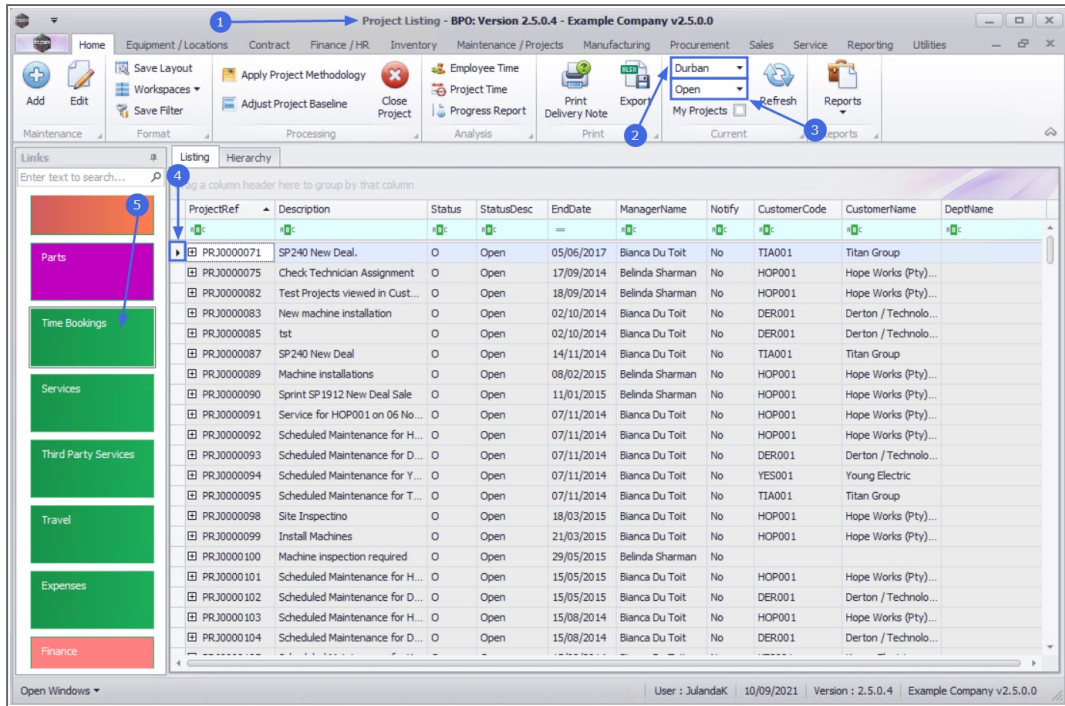 1
Project Listing - BPO: Version 2.5.0.4 - Example Company v2.5.0.0
Home Equipment / Locations Contract Finance / HR Inventory Maintenance / Projects Manufacturing Procurement Sales Service Reporting Utilities
Add
Edit
Maintenance
Save Layout
Workspaces
Save Filter
Format
Apply Project Methodology
Adjust Project Baseline
Close Project
Processing
Employee Time
Project Time
Progress Report
Analysis
Print Delivery Note
Export
Print
2
Durban
Open
My Projects
Refresh
Current
3
Reports
Links
Enter text to search...
4
5
Parts
Time Bookings
Services
Third Party Services
Travel
Expenses
Finance
Listing Hierarchy
a column header here to group by that column
ProjectRef Description Status StatusDesc EndDate ManagerName Notify CustomerCode CustomerName DeptName
PRJ0000071 SP240 New Deal. O Open 05/06/2017 Bianca Du Toit No TIA001 Titan Group
PRJ0000075 Check Technician Assignment O Open 17/09/2014 Belinda Sharman No HOP001 Hope Works (Pty)...
PRJ0000082 Test Projects viewed in Cust... O Open 18/09/2014 Belinda Sharman No HOP001 Hope Works (Pty)...
PRJ0000083 New machine installation O Open 02/10/2014 Bianca Du Toit No DER001 Derton / Technolo...
PRJ0000085 tst O Open 02/10/2014 Bianca Du Toit No DER001 Derton / Technolo...
PRJ0000087 SP240 New Deal O Open 14/11/2014 Bianca Du Toit No TIA001 Titan Group
PRJ0000089 Machine installations O Open 08/02/2015 Belinda Sharman No HOP001 Hope Works (Pty)...
PRJ0000090 Sprint SP1912 New Deal Sale O Open 11/01/2015 Belinda Sharman No HOP001 Hope Works (Pty)...
PRJ0000091 Service for HOP001 on 06 No... O Open 07/11/2014 Bianca Du Toit No HOP001 Hope Works (Pty)...
PRJ0000092 Scheduled Maintenance for H... O Open 07/11/2014 Bianca Du Toit No HOP001 Hope Works (Pty)...
PRJ0000093 Scheduled Maintenance for D... O Open 07/11/2014 Bianca Du Toit No DER001 Derton / Technolo...
PRJ0000094 Scheduled Maintenance for Y... O Open 07/11/2014 Bianca Du Toit No YES001 Young Electric
PRJ0000095 Scheduled Maintenance for T... O Open 07/11/2014 Bianca Du Toit No TIA001 Titan Group
PRJ0000098 Site Inspectino O Open 18/03/2015 Bianca Du Toit No HOP001 Hope Works (Pty)...
PRJ0000099 Install Machines O Open 21/03/2015 Bianca Du Toit No HOP001 Hope Works (Pty)...
PRJ0000100 Machine inspection required O Open 29/05/2015 Belinda Sharman No
PRJ0000101 Scheduled Maintenance for H... O Open 15/05/2015 Bianca Du Toit No HOP001 Hope Works (Pty)...
PRJ0000102 Scheduled Maintenance for D... O Open 15/05/2015 Bianca Du Toit No DER001 Derton / Technolo...
PRJ0000103 Scheduled Maintenance for H... O Open 15/08/2014 Bianca Du Toit No HOP001 Hope Works (Pty)...
PRJ0000104 Scheduled Maintenance for D... O Open 15/08/2014 Bianca Du Toit No DER001 Derton / Technolo...
Open Windows
User : JulandaK 10/09/2021 Version : 2.5.0.4 Example Company v2.5.0.0